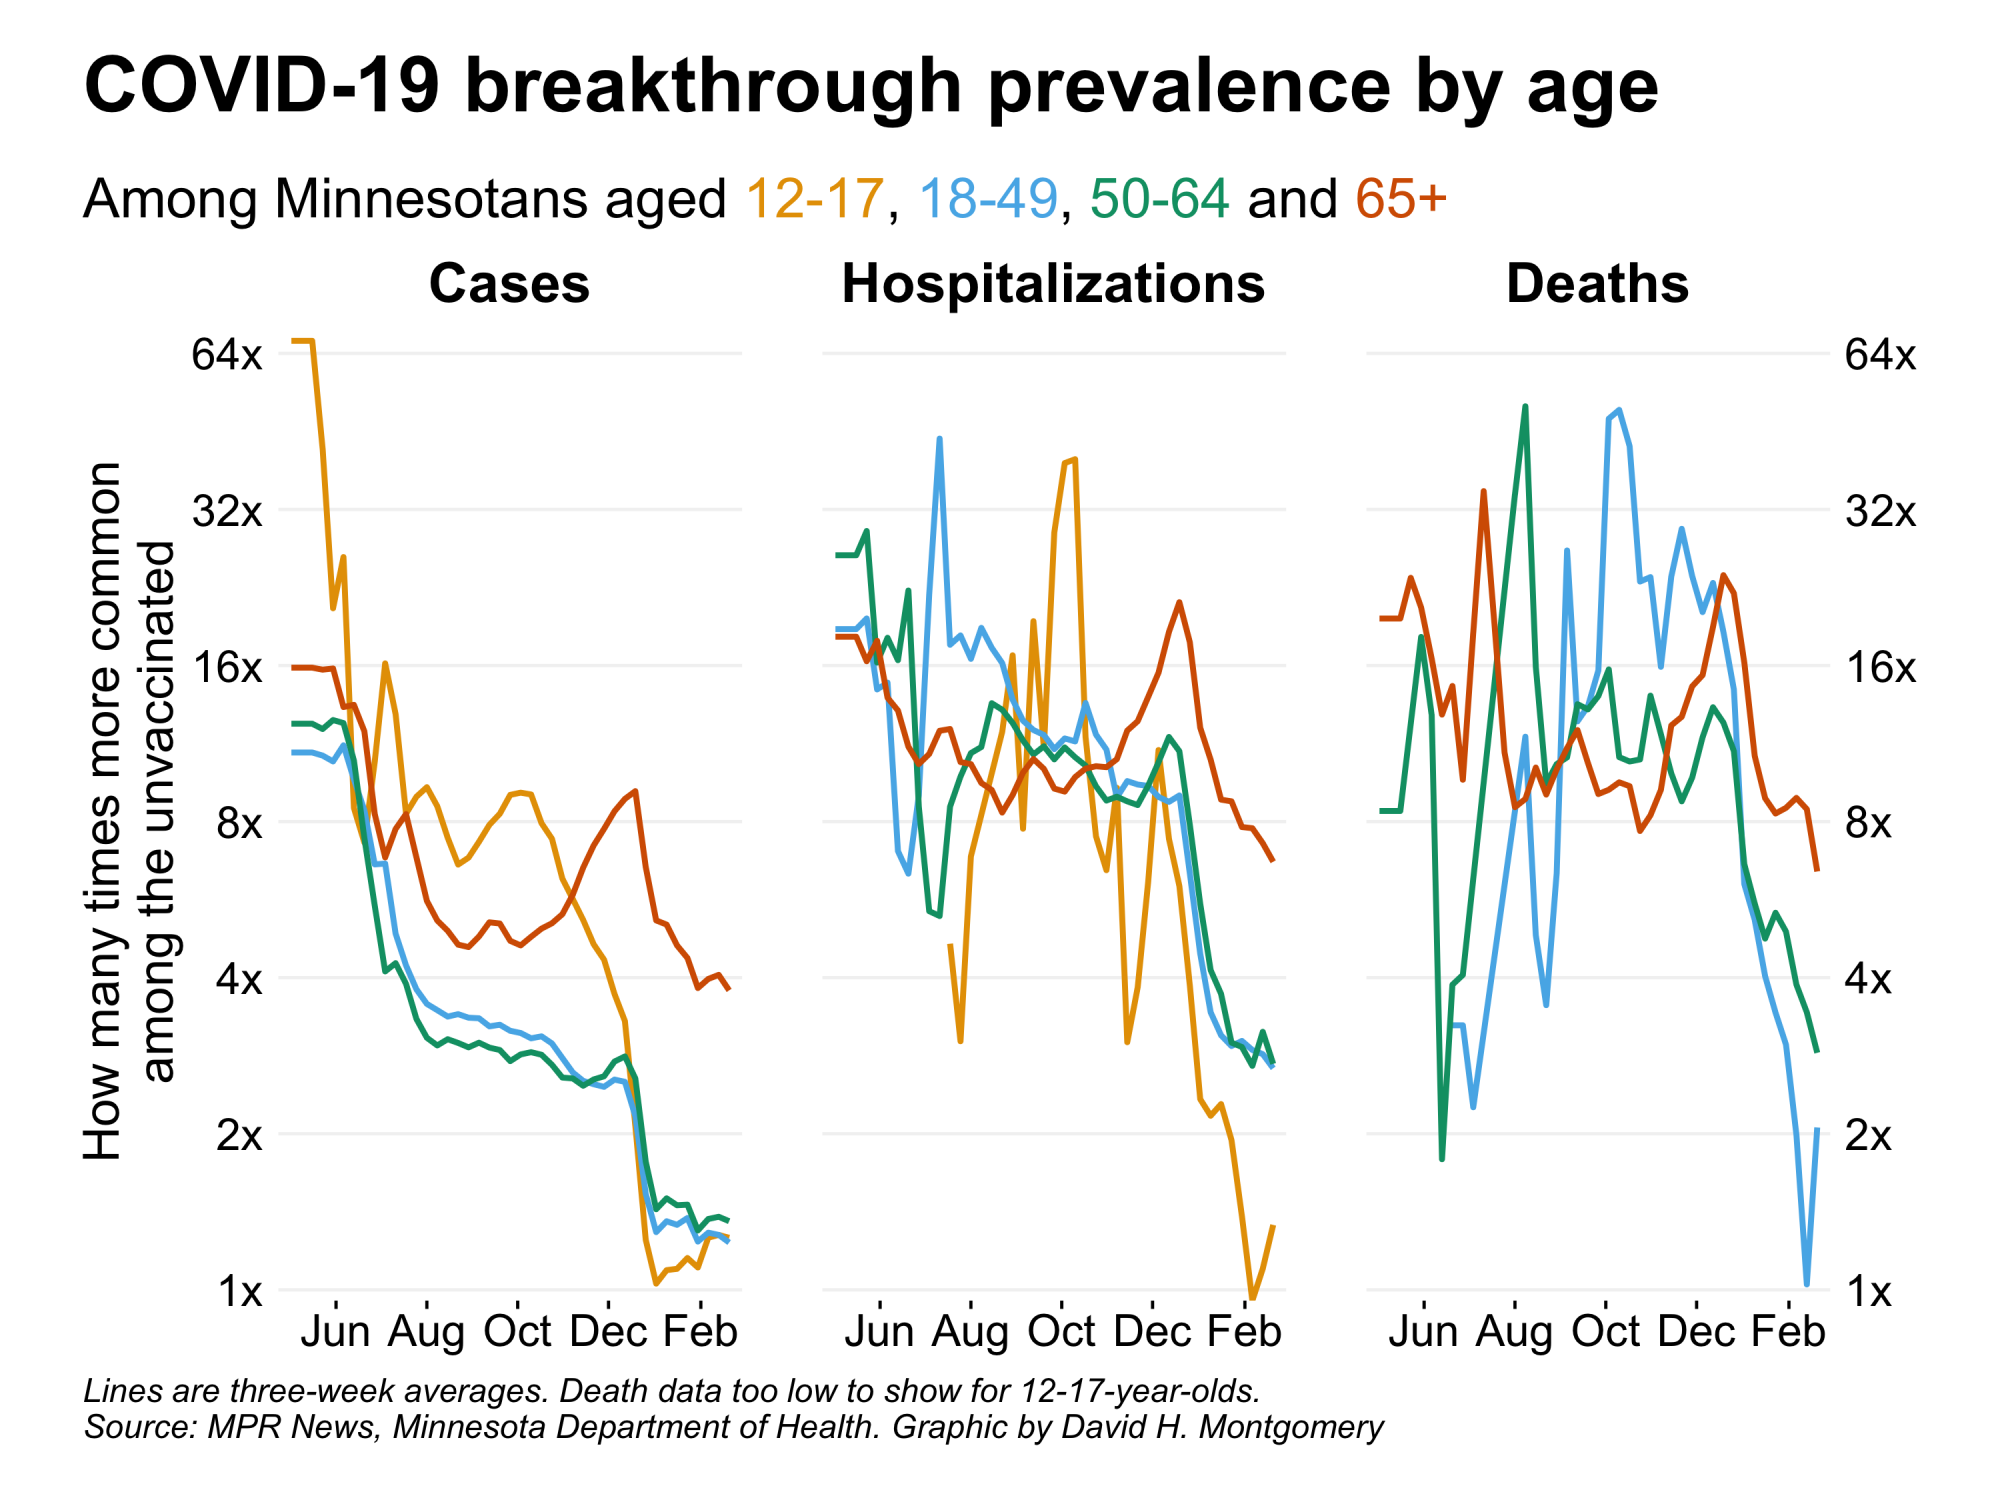 COVID-19 breakthrough prevalence by age
Among Minnesotans aged 12-17, 18-49, 50-64 and 65+
Cases
Hospitalizations
Deaths
How many times more common
among the unvaccinated
64x
32x
16x
8x
4x
2x
1x
64x
32x
16x
8x
4x
2x
1x
Jun Aug Oct Dec Feb
Jun Aug Oct Dec Feb
Jun Aug Oct Dec Feb
Lines are three-week averages. Death data too low to show for 12-17-year-olds.
Source: MPR News, Minnesota Department of Health. Graphic by David H. Montgomery